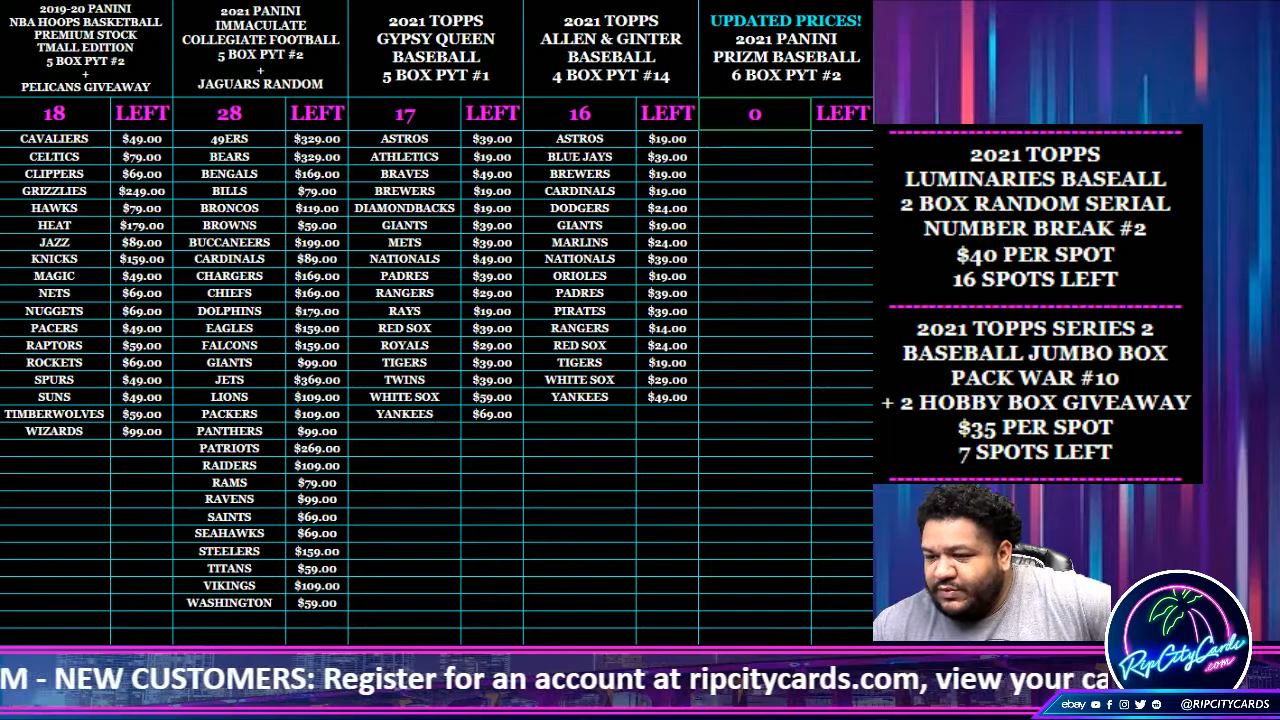 2019-20 PANINI
NBA HOOPS BASKETBALL
PREMIUM STOCK
TMALL EDITION
5 BOX PYT #2
+
PELICANS GIVEAWAY
18 LEFT
CAVALIERS $49.00
CELTICS $79.00
CLIPPERS $69.00
GRIZZLIES $249.00
HAWKS $79.00
HEAT $179.00
JAZZ $89.00
KNICKS $159.00
MAGIC $49.00
NETS $69.00
NUGGETS $69.00
PACERS $49.00
RAPTORS $59.00
ROCKETS $69.00
SPURS $49.00
SUNS $49.00
TIMBERWOLVES $59.00
WIZARDS $99.00
2021 PANINI
IMMACULATE
COLLEGIATE FOOTBALL
5 BOX PYT #2
+
JAGUARS RANDOM
28 LEFT
49ERS $329.00
BEARS $329.00
BENGALS $169.00
BILLS $79.00
BRONCOS $119.00
BROWNS $59.00
BUCCANEERS $199.00
CARDINALS $89.00
CHARGERS $169.00
CHIEFS $169.00
DOLPHINS $179.00
EAGLES $159.00
FALCONS $159.00
GIANTS $99.00
JETS $369.00
LIONS $109.00
PACKERS $109.00
PANTHERS $99.00
PATRIOTS $269.00
RAIDERS $109.00
RAMS $79.00
RAVENS $99.00
SAINTS $69.00
SEAHAWKS $69.00
STEELERS $159.00
TITANS $59.00
VIKINGS $109.00
WASHINGTON $59.00
2021 TOPPS
GYPSY QUEEN
BASEBALL
5 BOX PYT #1
17 LEFT
ASTROS $39.00
ATHLETICS $19.00
BRAVES $49.00
BREWERS $19.00
DIAMONDBACKS $19.00
GIANTS $39.00
METS $39.00
NATIONALS $49.00
PADRES $39.00
RANGERS $29.00
RAYS $19.00
RED SOX $39.00
ROYALS $29.00
TIGERS $39.00
TWINS $39.00
WHITE SOX $59.00
YANKEES $69.00
2021 TOPPS
ALLEN & GINTER
BASEBALL
4 BOX PYT #14
16 LEFT
ASTROS $19.00
BLUE JAYS $39.00
BREWERS $19.00
CARDINALS $19.00
DODGERS $24.00
GIANTS $19.00
MARLINS $24.00
NATIONALS $39.00
ORIOLES $19.00
PADRES $39.00
PIRATES $39.00
RANGERS $14.00
RED SOX $24.00
TIGERS $19.00
WHITE SOX $29.00
YANKEES $49.00
UPDATED PRICES!
2021 PANINI
PRIZM BASEBALL
6 BOX PYT #2
0 LEFT
2021 TOPPS
LUMINARIES BASEALL
2 BOX RANDOM SERIAL
NUMBER BREAK #2
$40 PER SPOT
16 SPOTS LEFT
2021 TOPPS SERIES 2
BASEBALL JUMBO BOX
PACK WAR #10
+ 2 HOBBY BOX GIVEAWAY
$35 PER SPOT
7 SPOTS LEFT
RipCityCards
.com
M - NEW CUSTOMERS: Register for an account at ripcitycards.com, view your ca
ebay @RIPCITYCARDS